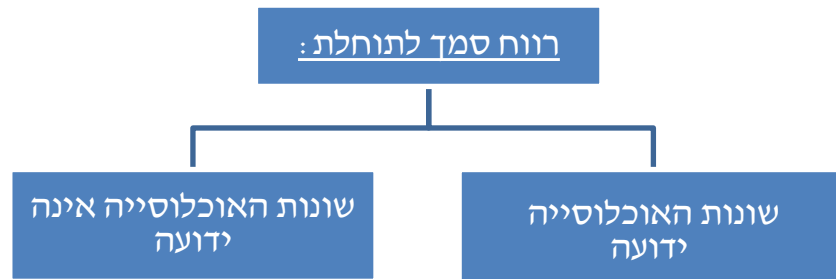 רווח סמך לתוחלת:
שונות האוכלוסייה
ידועה
שונות האוכלוסייה אינה
ידועה